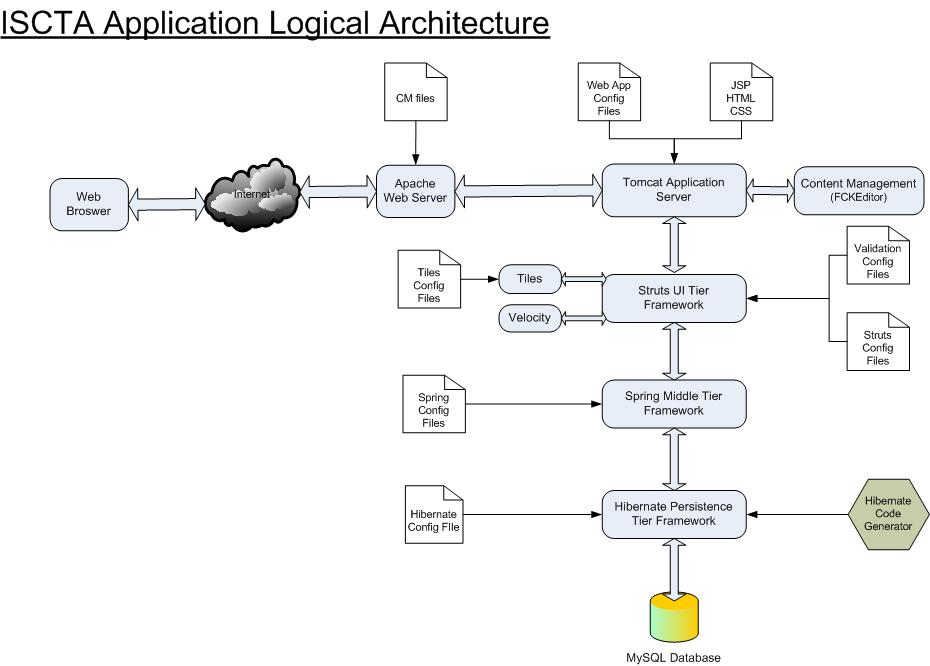 ISCTA Application Logical Architecture
CM files
Web App
Config
Files
JSP
HTML
CSS
Web
Broswer
Internet
Apache
Web Server
Tomcat Application
Server
Content Management
(FCKEditor)
Tiles
Config
Files
Tiles
Velocity
Struts UI Tier
Framework
Validation
Config
Files
Struts
Config
Files
Spring
Config
Files
Spring Middle Tier
Framework
Hibernate
Config FIle
Hibernate Persistence
Tier Framework
Hibernate
Code
Generator
MySQL Database